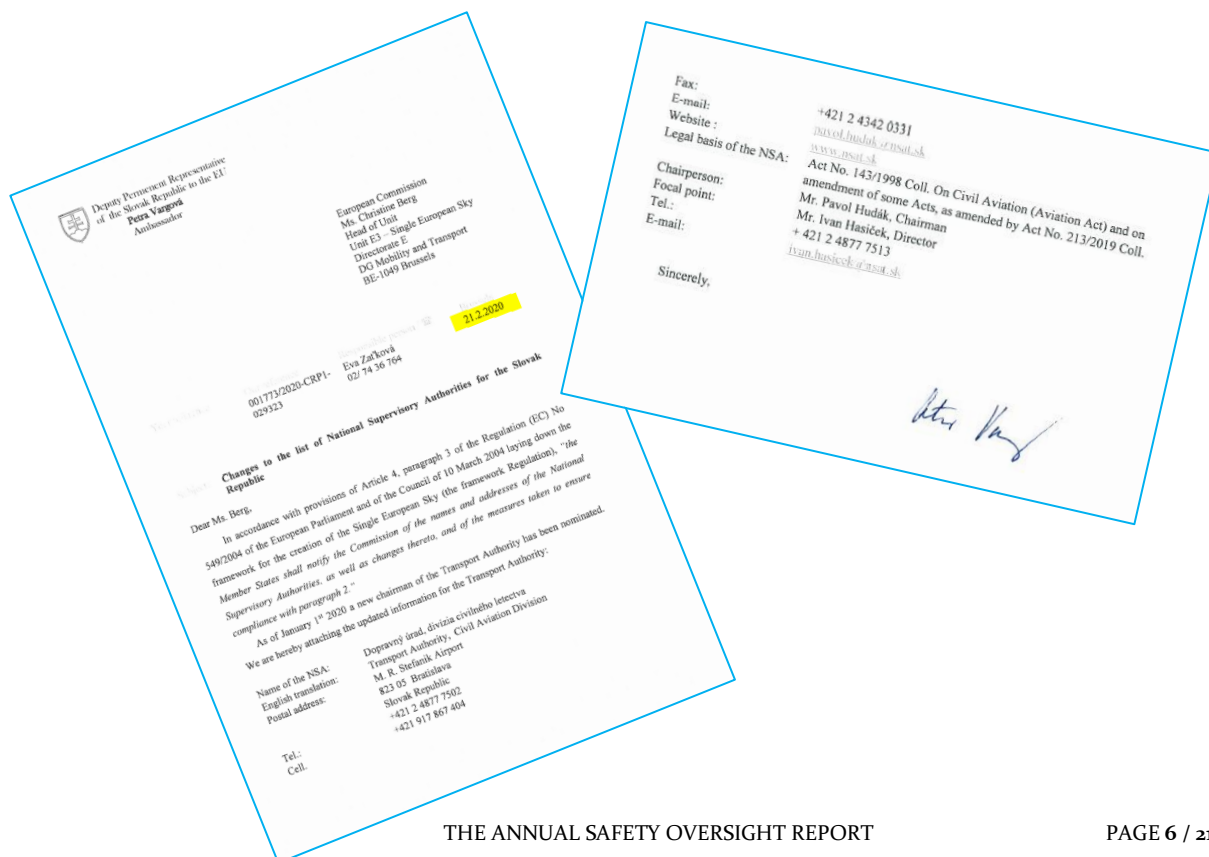 Deputy Permenent Representative
of the Slovak Republic to the EU
Petra Vargová
Ambassador
European Commission
Ms. Christine Berg
Head of Unit
Unit E3 – Single European Sky
Directorate E
DG Mobility and Transport
BE-1049 Brussels
001773/2020-CRP1-
029323
Eva Zaťková
02/ 74 36 764
21.2.2020
Changes to the list of National Supervisory Authorities for the Slovak
Republic
Dear Ms. Berg,
In accordance with provisions of Article 4, paragraph 3 of the Regulation (EC) No
549/2004 of the European Parliament and of the Council of 10 March 2004 laying down the
framework for the creation of the Single European Sky (the framework Regulation), "the
Member States shall notify the Commission of the names and addresses of the National
Supervisory Authorities, as well as changes thereto, and of the measures taken to ensure
compliance with paragraph 2."
As of January 1st 2020 a new chairman of the Transport Authority has been nominated.
We are hereby attaching the updated information for the Transport Authority:
Name of the NSA: Dopravný úrad, divízia civilného letectva
English translation: Transport Authority, Civil Aviation Division
Postal address: M. R. Stefanik Airport
823 05 Bratislava
Slovak Republic
Tel.: +421 2 4877 7502
Cell. +421 917 867 404
Fax: +421 2 4342 0331
E-mail: pavol.hudak@nsat.sk
Website : www.nsat.sk
Legal basis of the NSA: Act No. 143/1998 Coll. On Civil Aviation (Aviation Act) and on
amendment of some Acts, as amended by Act No. 213/2019 Coll.
Chairperson: Mr. Pavol Hudák, Chairman
Focal point: Mr. Ivan Hasiček, Director
Tel.: + 421 2 4877 7513
E-mail: ivan.hasicek@nsat.sk
Sincerely,
THE ANNUAL SAFETY OVERSIGHT REPORT
PAGE 6 / 21